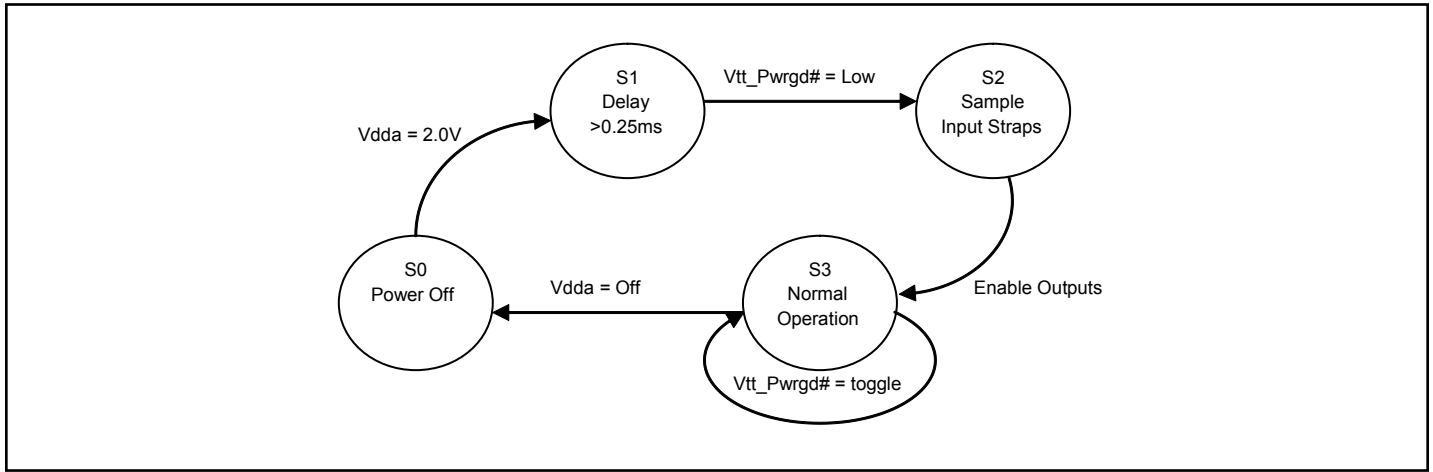 S1
Delay
>0.25ms
Vtt_Pwrgd# = Low
S2
Sample
Input Straps
Vdda = 2.0V
S0
Power Off
Vdda = Off
S3
Normal
Operation
Enable Outputs
Vtt_Pwrgd# = toggle